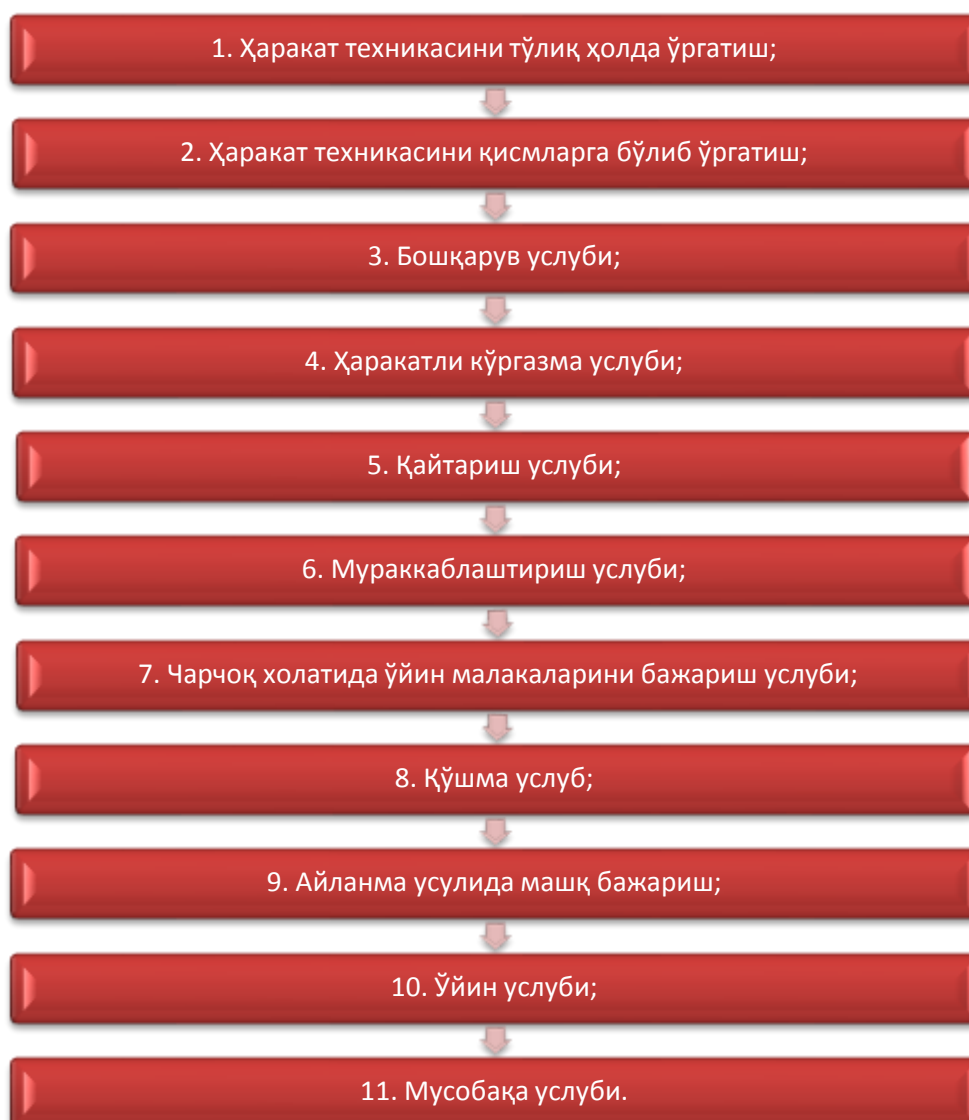 1. Ҳаракат техникасини тўлиқ ҳолда ўргатиш;
2. Ҳаракат техникасини қисмларга бўлиб ўргатиш;
3. Бошқарув услуби;
4. Ҳаракатли кўргазма услуби;
5. Қайтариш услуби;
6. Мураккаблаштириш услуби;
7. Чарчоқ холатида ўйин малакаларини бажариш услуби;
8. Қўшма услуб;
9. Айланма усулида машқ бажариш;
10. Ўйин услуби;
11. Мусобақа услуби.